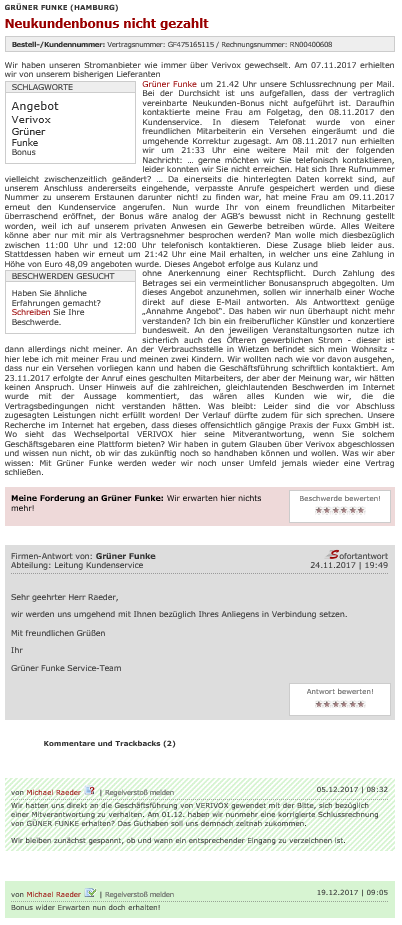 GRÜNER FUNKE (HAMBURG)
Neukundenbonus nicht gezahlt
Bestell-/Kundennummer: Vertragsnummer: GF475165115 / Rechnungsnummer: RN00400608
Wir haben unseren Stromanbieter wie immer über Verivox gewechselt. Am 07.11.2017 erhielten
wir von unserem bisherigen Lieferanten
SCHLAGWORTE
Angebot
Verivox
Grüner
Funke
Bonus
Grüner Funke um 21.42 Uhr unsere Schlussrechnung per Mail.
Bei der Durchsicht ist uns aufgefallen, dass der vertraglich
vereinbarte Neukunden-Bonus nicht aufgeführt ist. Daraufhin
kontaktierte meine Frau am Folgetag, den 08.11.2017 den
Kundenservice. In diesem Telefonat wurde von einer
freundlichen Mitarbeiterin ein Versehen eingeräumt und die
umgehende Korrektur zugesagt. Am 08.11.2017 nun erhielten
wir um 21:33 Uhr eine weitere Mail mit der folgenden
Nachricht: … gerne möchten wir Sie telefonisch kontaktieren,
leider konnten wir Sie nicht erreichen. Hat sich Ihre Rufnummer
vielleicht zwischenzeitlich geändert? … Da einerseits die hinterlegten Daten korrekt sind, auf
unserem Anschluss andererseits eingehende, verpasste Anrufe gespeichert werden und diese
Nummer zu unserem Erstaunen darunter nicht! zu finden war, hat meine Frau am 09.11.2017
erneut den Kundenservice angerufen. Nun wurde Ihr von einem freundlichen Mitarbeiter
überraschend eröffnet, der Bonus wäre analog der AGB's bewusst nicht in Rechnung gestellt
worden, weil ich auf unserem privaten Anwesen ein Gewerbe betreiben würde. Alles Weitere
könne aber nur mit mir als Vertragsnehmer besprochen werden? Man wolle mich diesbezüglich
zwischen 11:00 Uhr und 12:00 Uhr telefonisch kontaktieren. Diese Zusage blieb leider aus.
Stattdessen haben wir erneut um 21:42 Uhr eine Mail erhalten, in welcher uns eine Zahlung in
Höhe von Euro 48,09 angeboten wurde. Dieses Angebot erfolge aus Kulanz und
BESCHWERDEN GESUCHT
Haben Sie ähnliche
Erfahrungen gemacht?
Schreiben Sie Ihre
Beschwerde.
ohne Anerkennung einer Rechtspflicht. Durch Zahlung des
Betrages sei ein vermeintlicher Bonusanspruch abgegolten. Um
dieses Angebot anzunehmen, sollen wir innerhalb einer Woche
direkt auf diese E-Mail antworten. Als Antworttext genüge
„Annahme Angebot“. Das haben wir nun überhaupt nicht mehr
verstanden? Ich bin ein freiberuflicher Künstler und konzertiere
bundesweit. An den jeweiligen Veranstaltungsorten nutze ich
sicherlich auch des Öfteren gewerblichen Strom - dieser ist
dann allerdings nicht meiner. An der Verbrauchsstelle in Wietzen befindet sich mein Wohnsitz -
hier lebe ich mit meiner Frau und meinen zwei Kindern. Wir wollten nach wie vor davon ausgehen,
dass nur ein Versehen vorliegen kann und haben die Geschäftsführung schriftlich kontaktiert. Am
23.11.2017 erfolgte der Anruf eines geschulten Mitarbeiters, der aber der Meinung war, wir hätten
keinen Anspruch. Unser Hinweis auf die zahlreichen, gleichlautenden Beschwerden im Internet
wurde mit der Aussage kommentiert, das wären alles Kunden wie wir, die die
Vertragsbedingungen nicht verstanden hätten. Was bleibt: Leider sind die vor Abschluss
zugesagten Leistungen nicht erfüllt worden! Der Verlauf dürfte zudem für sich sprechen. Unsere
Recherche im Internet hat ergeben, dass dieses offensichtlich gängige Praxis der Fuxx GmbH ist.
Wo sieht das Wechselportal VERIVOX hier seine Mitverantwortung, wenn Sie solchem
Geschäftsgebaren eine Plattform bieten? Wir haben in gutem Glauben über Verivox abgeschlossen
und wissen nun nicht, ob wir das zukünftig noch so handhaben können und wollen. Was wir aber
wissen: Mit Grüner Funke werden weder wir noch unser Umfeld jemals wieder eine Vertrag
schließen.
Meine Forderung an Grüner Funke: Wir erwarten hier nichts
mehr!
Beschwerde bewerten!
Firmen-Antwort von: Grüner Funke
Sofortantwort
Abteilung: Leitung Kundenservice
24.11.2017 | 19:49
Sehr geehrter Herr Raeder,
wir werden uns umgehend mit Ihnen bezüglich Ihres Anliegens in Verbindung setzen.
Mit freundlichen Grüßen
Ihr
Grüner Funke Service-Team
Antwort bewerten!
Kommentare und Trackbacks (2)
von Michael Raeder | Regelverstoß melden
05.12.2017 | 08:32
Wir hatten uns direkt an die Geschäftsführung von VERIVOX gewendet mit der Bitte, sich bezüglich
einer Mitverantwortung zu verhalten. Am 01.12. haben wir nunmehr eine korrigierte Schlussrechnung
von GÜNER FUNKE erhalten? Das Guthaben soll uns demnach zeitnah zukommen.
Wir bleiben zunächst gespannt, ob und wann ein entsprechender Eingang zu verzeichnen ist.
von Michael Raeder | Regelverstoß melden
19.12.2017 | 09:05
Bonus wider Erwarten nun doch erhalten!